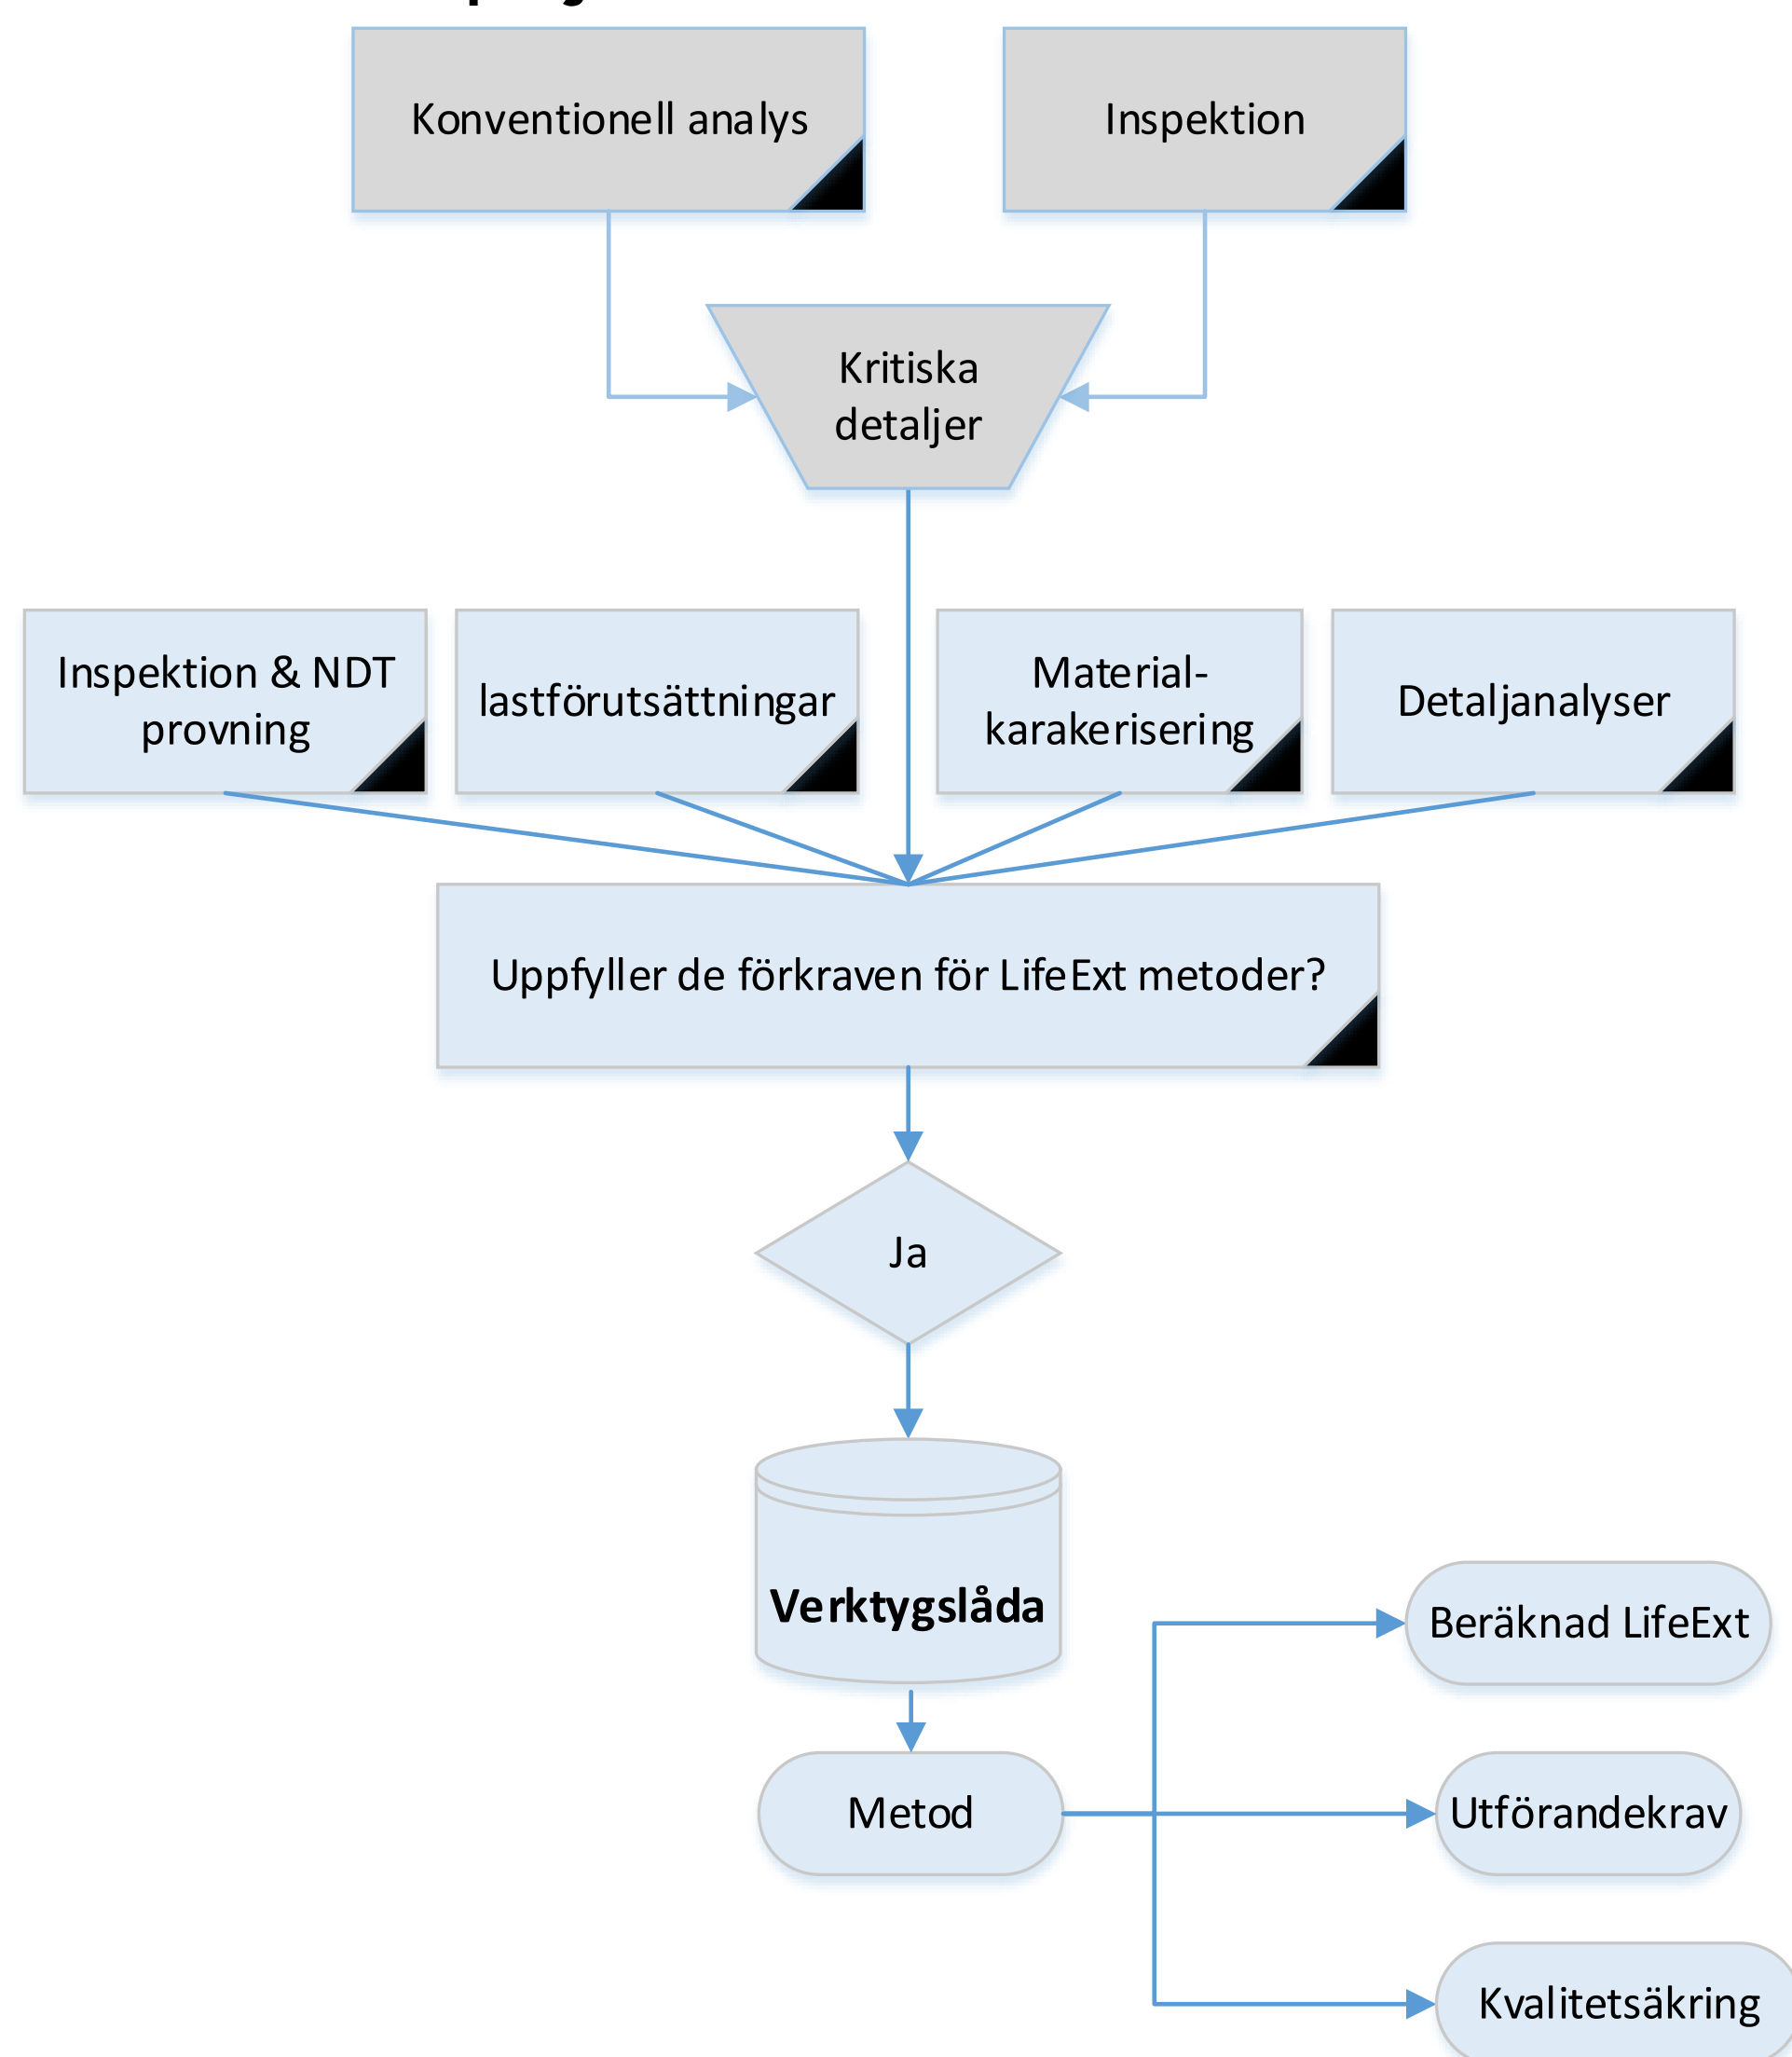 Konventionell analys
Inspektion
Kritiska
detaljer
Inspektion & NDT
provning
lastförutsättningar
Material-
karakerisering
Detaljanalyser
Uppfyller de förkraven för LifeExt metoder?
Ja
Verktygslåda
Beräknad LifeExt
Metod
Utförandekrav
Kvalitetsäkring